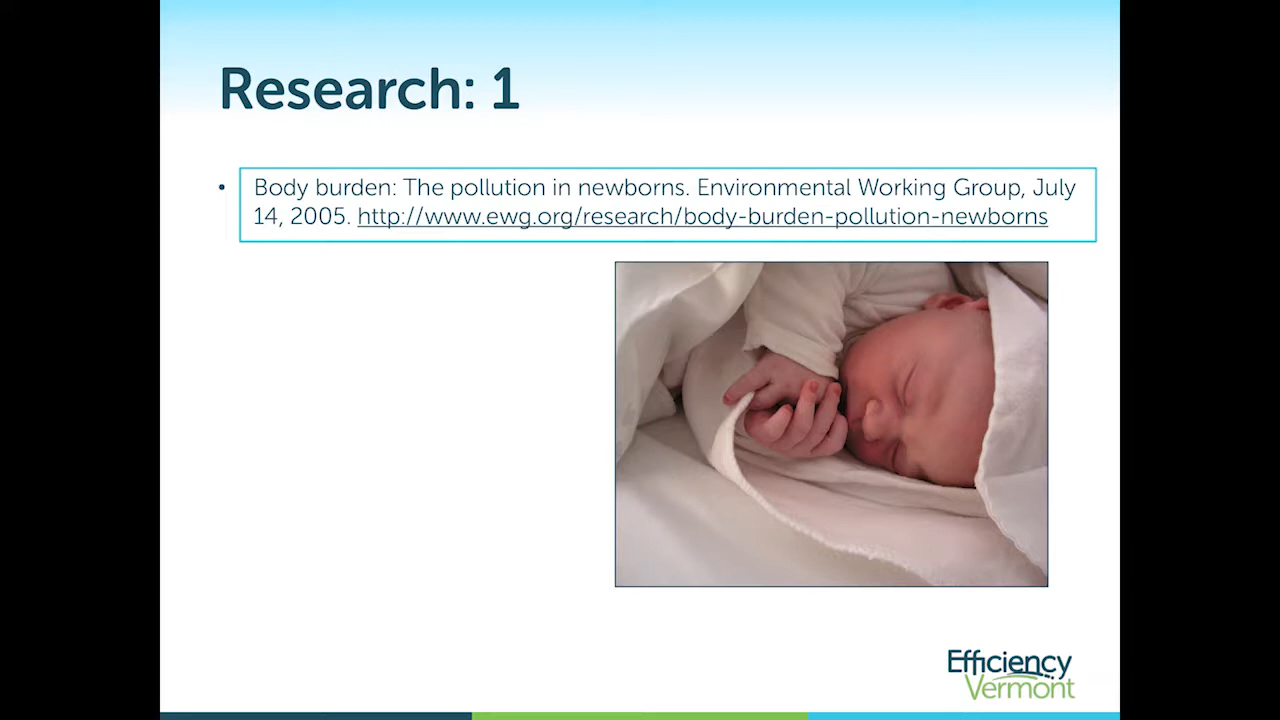 Research: 1
• Body burden: The pollution in newborns. Environmental Working Group, July
14, 2005. http://www.ewg.org/research/body-burden-pollution-newborns
Efficiency
Vermont